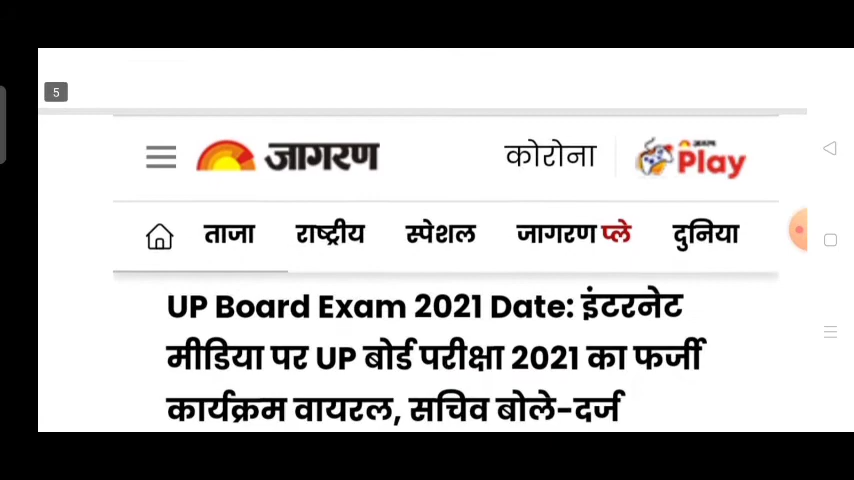 5
जागरण कोरोना जागरण Play
ताजा राष्ट्रीय स्पेशल जागरण प्ले दुनिया
UP Board Exam 2021 Date: इंटरनेट
मीडिया पर UP बोर्ड परीक्षा 2021 का फर्जी
कार्यक्रम वायरल, सचिव बोले-दर्ज